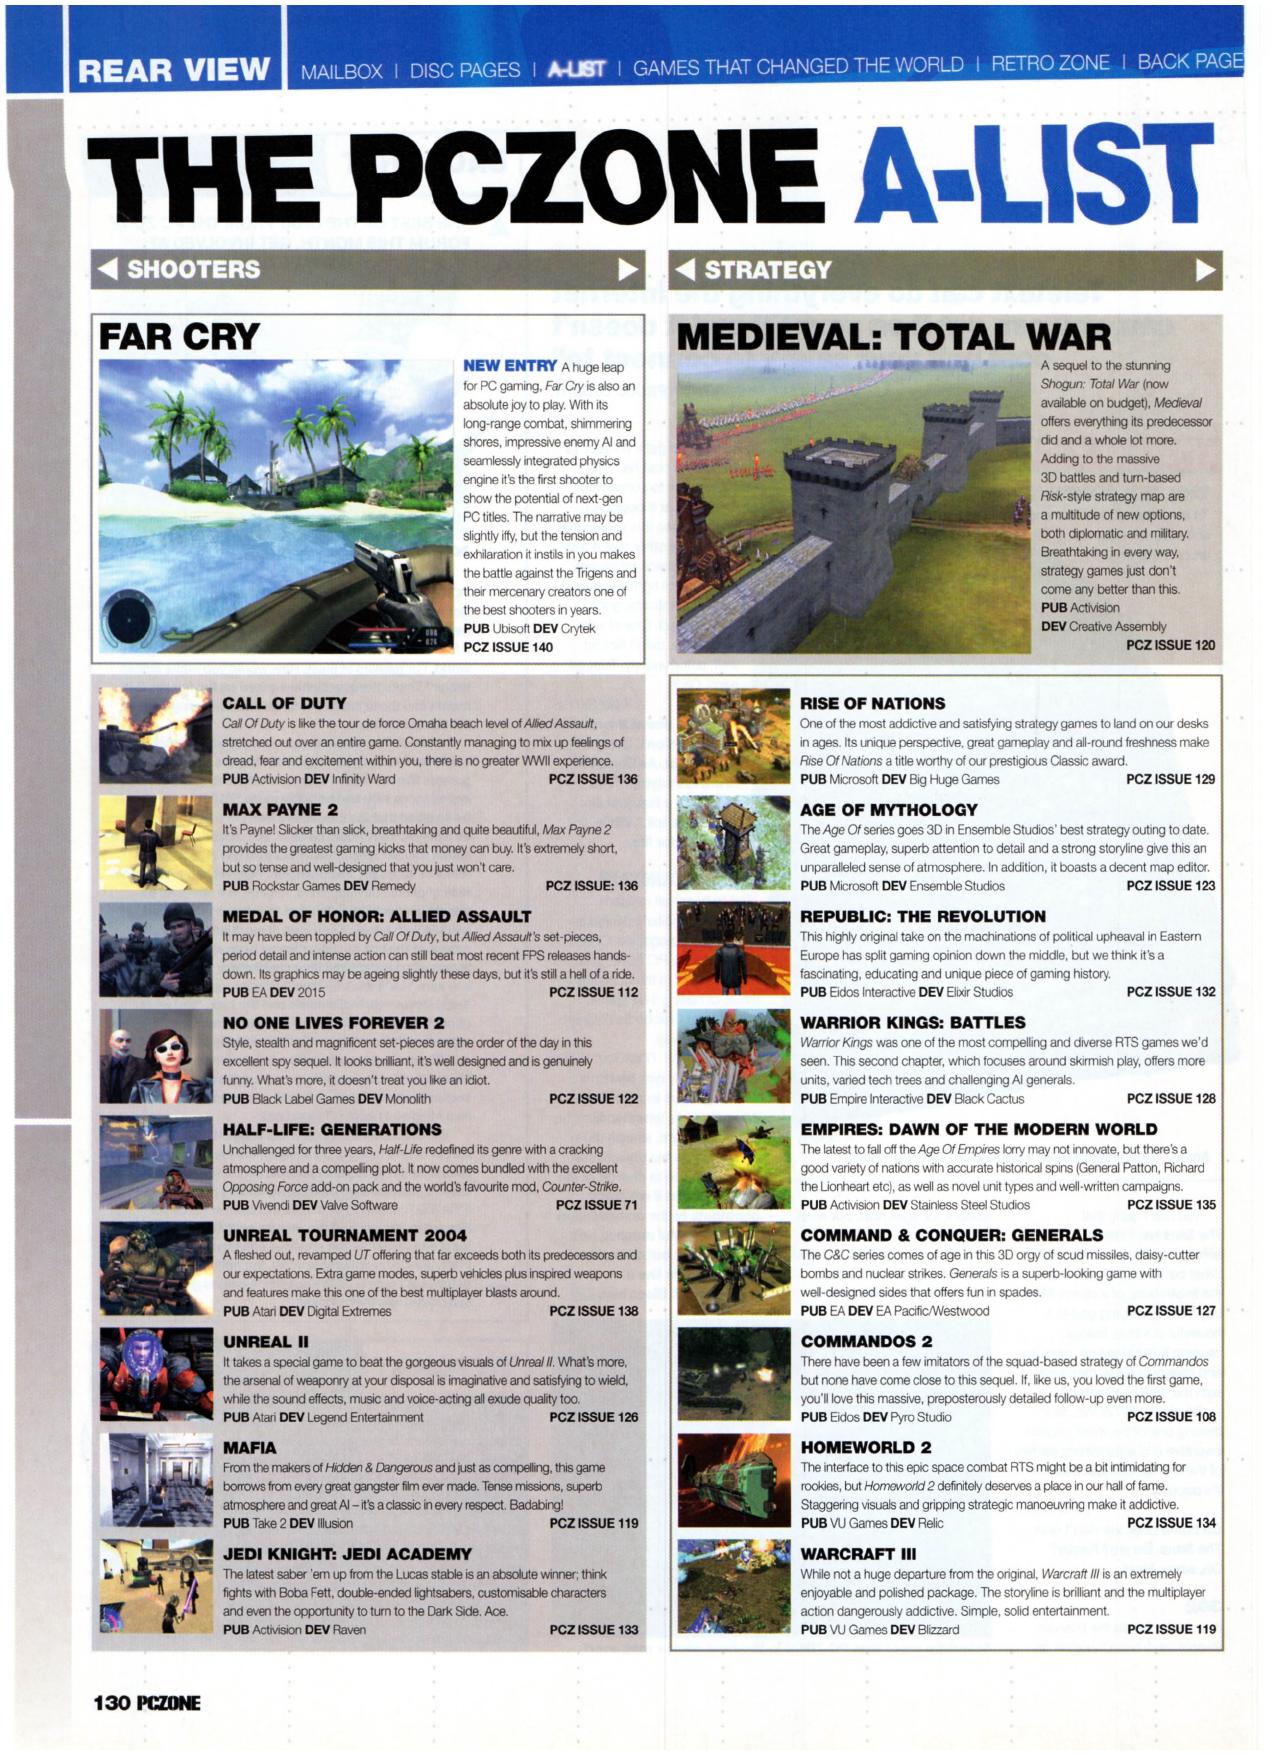 REAR VIEW
MAILBOX | DISC PAGES | A-LIST | GAMES THAT CHANGED THE WORLD | RETRO ZONE | BACK PAGE
THE PCZONE A-LIST
SHOOTERS
FAR CRY
NEW ENTRY A huge leap
for PC gaming, Far Cry is also an
absolute joy to play. With its
long-range combat, shimmering
shores, impressive enemy AI and
seamlessly integrated physics
engine it's the first shooter to
show the potential of next-gen
PC titles. The narrative may be
slightly iffy, but the tension and
exhilaration it instils in you makes
the battle against the Trigens and
their mercenary creators one of
the best shooters in years.
PUB Ubisoft DEV Crytek
PCZ ISSUE 140
CALL OF DUTY
Call Of Duty is like the tour de force Omaha beach level of Allied Assault,
stretched out over an entire game. Constantly managing to mix up feelings of
dread, fear and excitement within you, there is no greater WWII experience.
PUB Activision DEV Infinity Ward PCZ ISSUE 136
MAX PAYNE 2
It's Payne! Slicker than slick, breathtaking and quite beautiful, Max Payne 2
provides the greatest gaming kicks that money can buy. It's extremely short,
but so tense and well-designed that you just won't care.
PUB Rockstar Games DEV Remedy PCZ ISSUE: 136
MEDAL OF HONOR: ALLIED ASSAULT
It may have been toppled by Call Of Duty, but Allied Assault's set-pieces,
period detail and intense action can still beat most recent FPS releases hands-
down. Its graphics may be ageing slightly these days, but it's still a hell of a ride.
PUB EA DEV 2015 PCZ ISSUE 112
NO ONE LIVES FOREVER 2
Style, stealth and magnificent set-pieces are the order of the day in this
excellent spy sequel. It looks brilliant, it's well designed and is genuinely
funny. What's more, it doesn't treat you like an idiot.
PUB Black Label Games DEV Monolith PCZ ISSUE 122
HALF-LIFE: GENERATIONS
Unchallenged for three years, Half-Life redefined its genre with a cracking
atmosphere and a compelling plot. It now comes bundled with the excellent
Opposing Force add-on pack and the world's favourite mod, Counter-Strike.
PUB Vivendi DEV Valve Software PCZ ISSUE 71
UNREAL TOURNAMENT 2004
A fleshed out, revamped UT offering that far exceeds both its predecessors and
our expectations. Extra game modes, superb vehicles plus inspired weapons
and features make this one of the best multiplayer blasts around.
PUB Atari DEV Digital Extremes PCZ ISSUE 138
UNREAL II
It takes a special game to beat the gorgeous visuals of Unreal II. What's more,
the arsenal of weaponry at your disposal is imaginative and satisfying to wield,
while the sound effects, music and voice-acting all exude quality too.
PUB Atari DEV Legend Entertainment PCZ ISSUE 126
MAFIA
From the makers of Hidden & Dangerous and just as compelling, this game
borrows from every great gangster film ever made. Tense missions, superb
atmosphere and great AI – it's a classic in every respect. Badabing!
PUB Take 2 DEV Illusion PCZ ISSUE 119
JEDI KNIGHT: JEDI ACADEMY
The latest saber 'em up from the Lucas stable is an absolute winner; think
fights with Boba Fett, double-ended lightsabers, customisable characters
and even the opportunity to turn to the Dark Side. Ace.
PUB Activision DEV Raven PCZ ISSUE 133
STRATEGY
MEDIEVAL: TOTAL WAR
A sequel to the stunning
Shogun: Total War (now
available on budget), Medieval
offers everything its predecessor
did and a whole lot more.
Adding to the massive
3D battles and turn-based
Risk-style strategy map are
a multitude of new options,
both diplomatic and military.
Breathtaking in every way,
strategy games just don't
come any better than this.
PUB Activision
DEV Creative Assembly
PCZ ISSUE 120
RISE OF NATIONS
One of the most addictive and satisfying strategy games to land on our desks
in ages. Its unique perspective, great gameplay and all-round freshness make
Rise Of Nations a title worthy of our prestigious Classic award.
PUB Microsoft DEV Big Huge Games PCZ ISSUE 129
AGE OF MYTHOLOGY
The Age Of series goes 3D in Ensemble Studios' best strategy outing to date.
Great gameplay, superb attention to detail and a strong storyline give this an
unparalleled sense of atmosphere. In addition, it boasts a decent map editor.
PUB Microsoft DEV Ensemble Studios PCZ ISSUE 123
REPUBLIC: THE REVOLUTION
This highly original take on the machinations of political upheaval in Eastern
Europe has split gaming opinion down the middle, but we think it's a
fascinating, educating and unique piece of gaming history.
PUB Eidos Interactive DEV Elixir Studios PCZ ISSUE 132
WARRIOR KINGS: BATTLES
Warrior Kings was one of the most compelling and diverse RTS games we'd
seen. This second chapter, which focuses around skirmish play, offers more
units, varied tech trees and challenging AI generals.
PUB Empire Interactive DEV Black Cactus PCZ ISSUE 128
EMPIRES: DAWN OF THE MODERN WORLD
The latest to fall off the Age Of Empires lorry may not innovate, but there's a
good variety of nations with accurate historical spins (General Patton, Richard
the Lionheart etc), as well as novel unit types and well-written campaigns.
PUB Activision DEV Stainless Steel Studios PCZ ISSUE 135
COMMAND & CONQUER: GENERALS
The C&C series comes of age in this 3D orgy of scud missiles, daisy-cutter
bombs and nuclear strikes. Generals is a superb-looking game with
well-designed sides that offers fun in spades.
PUB EA DEV EA Pacific/Westwood PCZ ISSUE 127
COMMANDOS 2
There have been a few imitators of the squad-based strategy of Commandos
but none have come close to this sequel. If, like us, you loved the first game,
you'll love this massive, preposterously detailed follow-up even more.
PUB Eidos DEV Pyro Studio PCZ ISSUE 108
HOMEWORLD 2
The interface to this epic space combat RTS might be a bit intimidating for
rookies, but Homeworld 2 definitely deserves a place in our hall of fame.
Staggering visuals and gripping strategic manoeuvring make it addictive.
PUB VU Games DEV Relic PCZ ISSUE 134
WARCRAFT III
While not a huge departure from the original, Warcraft III is an extremely
enjoyable and polished package. The storyline is brilliant and the multiplayer
action dangerously addictive. Simple, solid entertainment.
PUB VU Games DEV Blizzard PCZ ISSUE 119
130 PCZONE